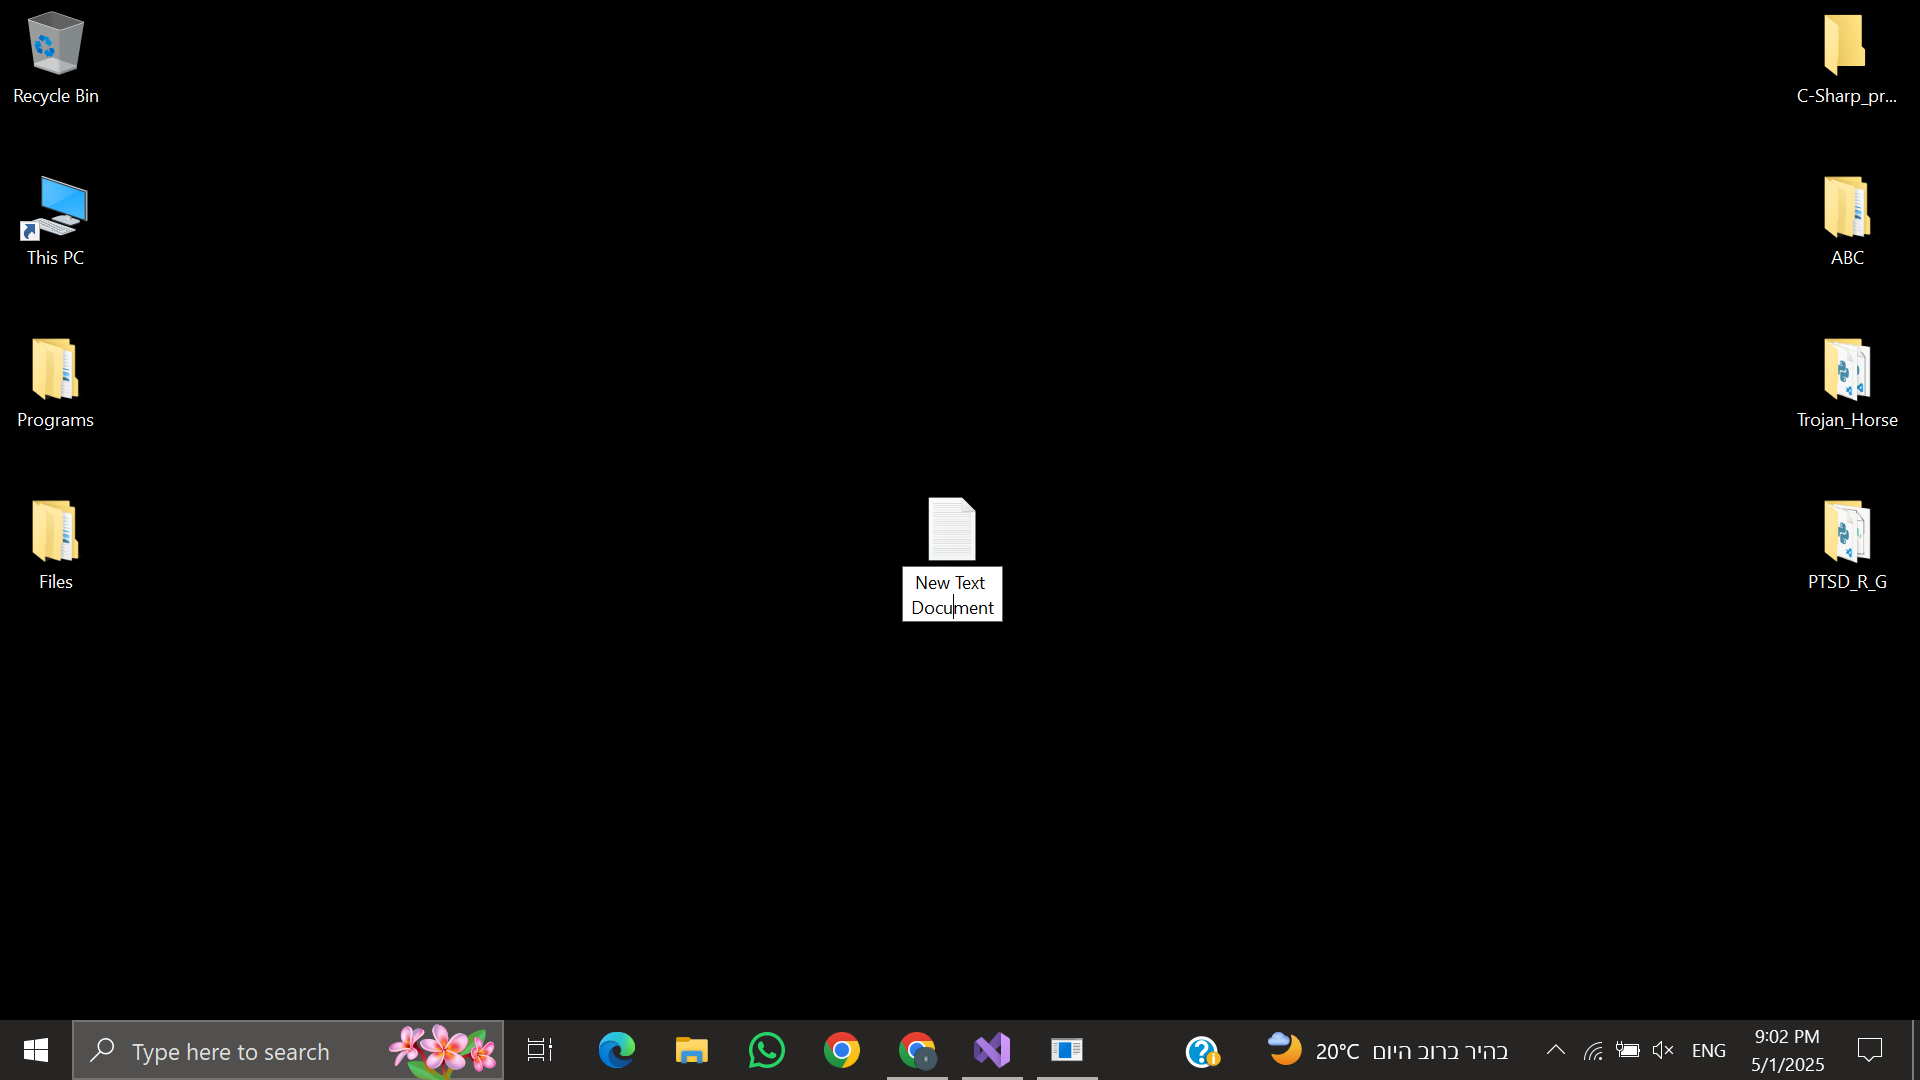 Recycle Bin
This PC
Programs
Files
New Text
Document
C-Sharp_pr...
ABC
Trojan_Horse
PTSD_R_G
Type here to search
20°C בהיר ברוב היום
ENG
9:02 PM
5/1/2025